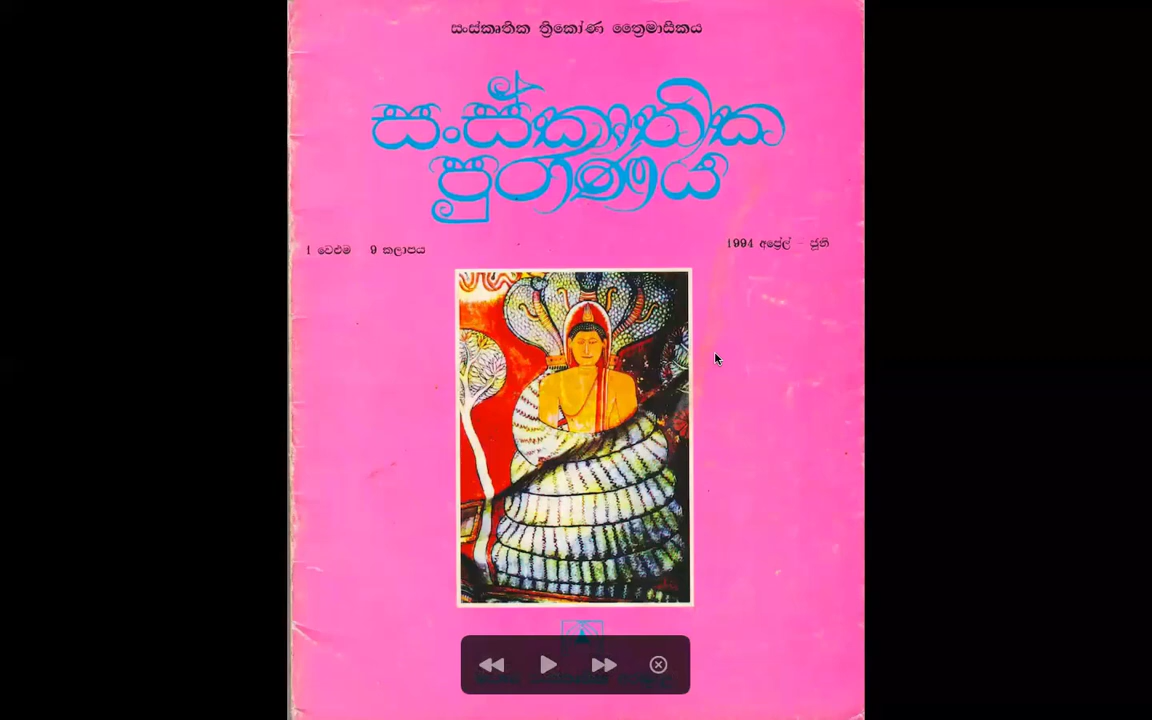 සංස්කෘතික ත්‍රිකෝණ ත්‍රෛමාසිකය
සංස්කෘතික
පුරාණය
1 වෙළුම 9 කලාපය
1994 අප්‍රේල් - ජූනි